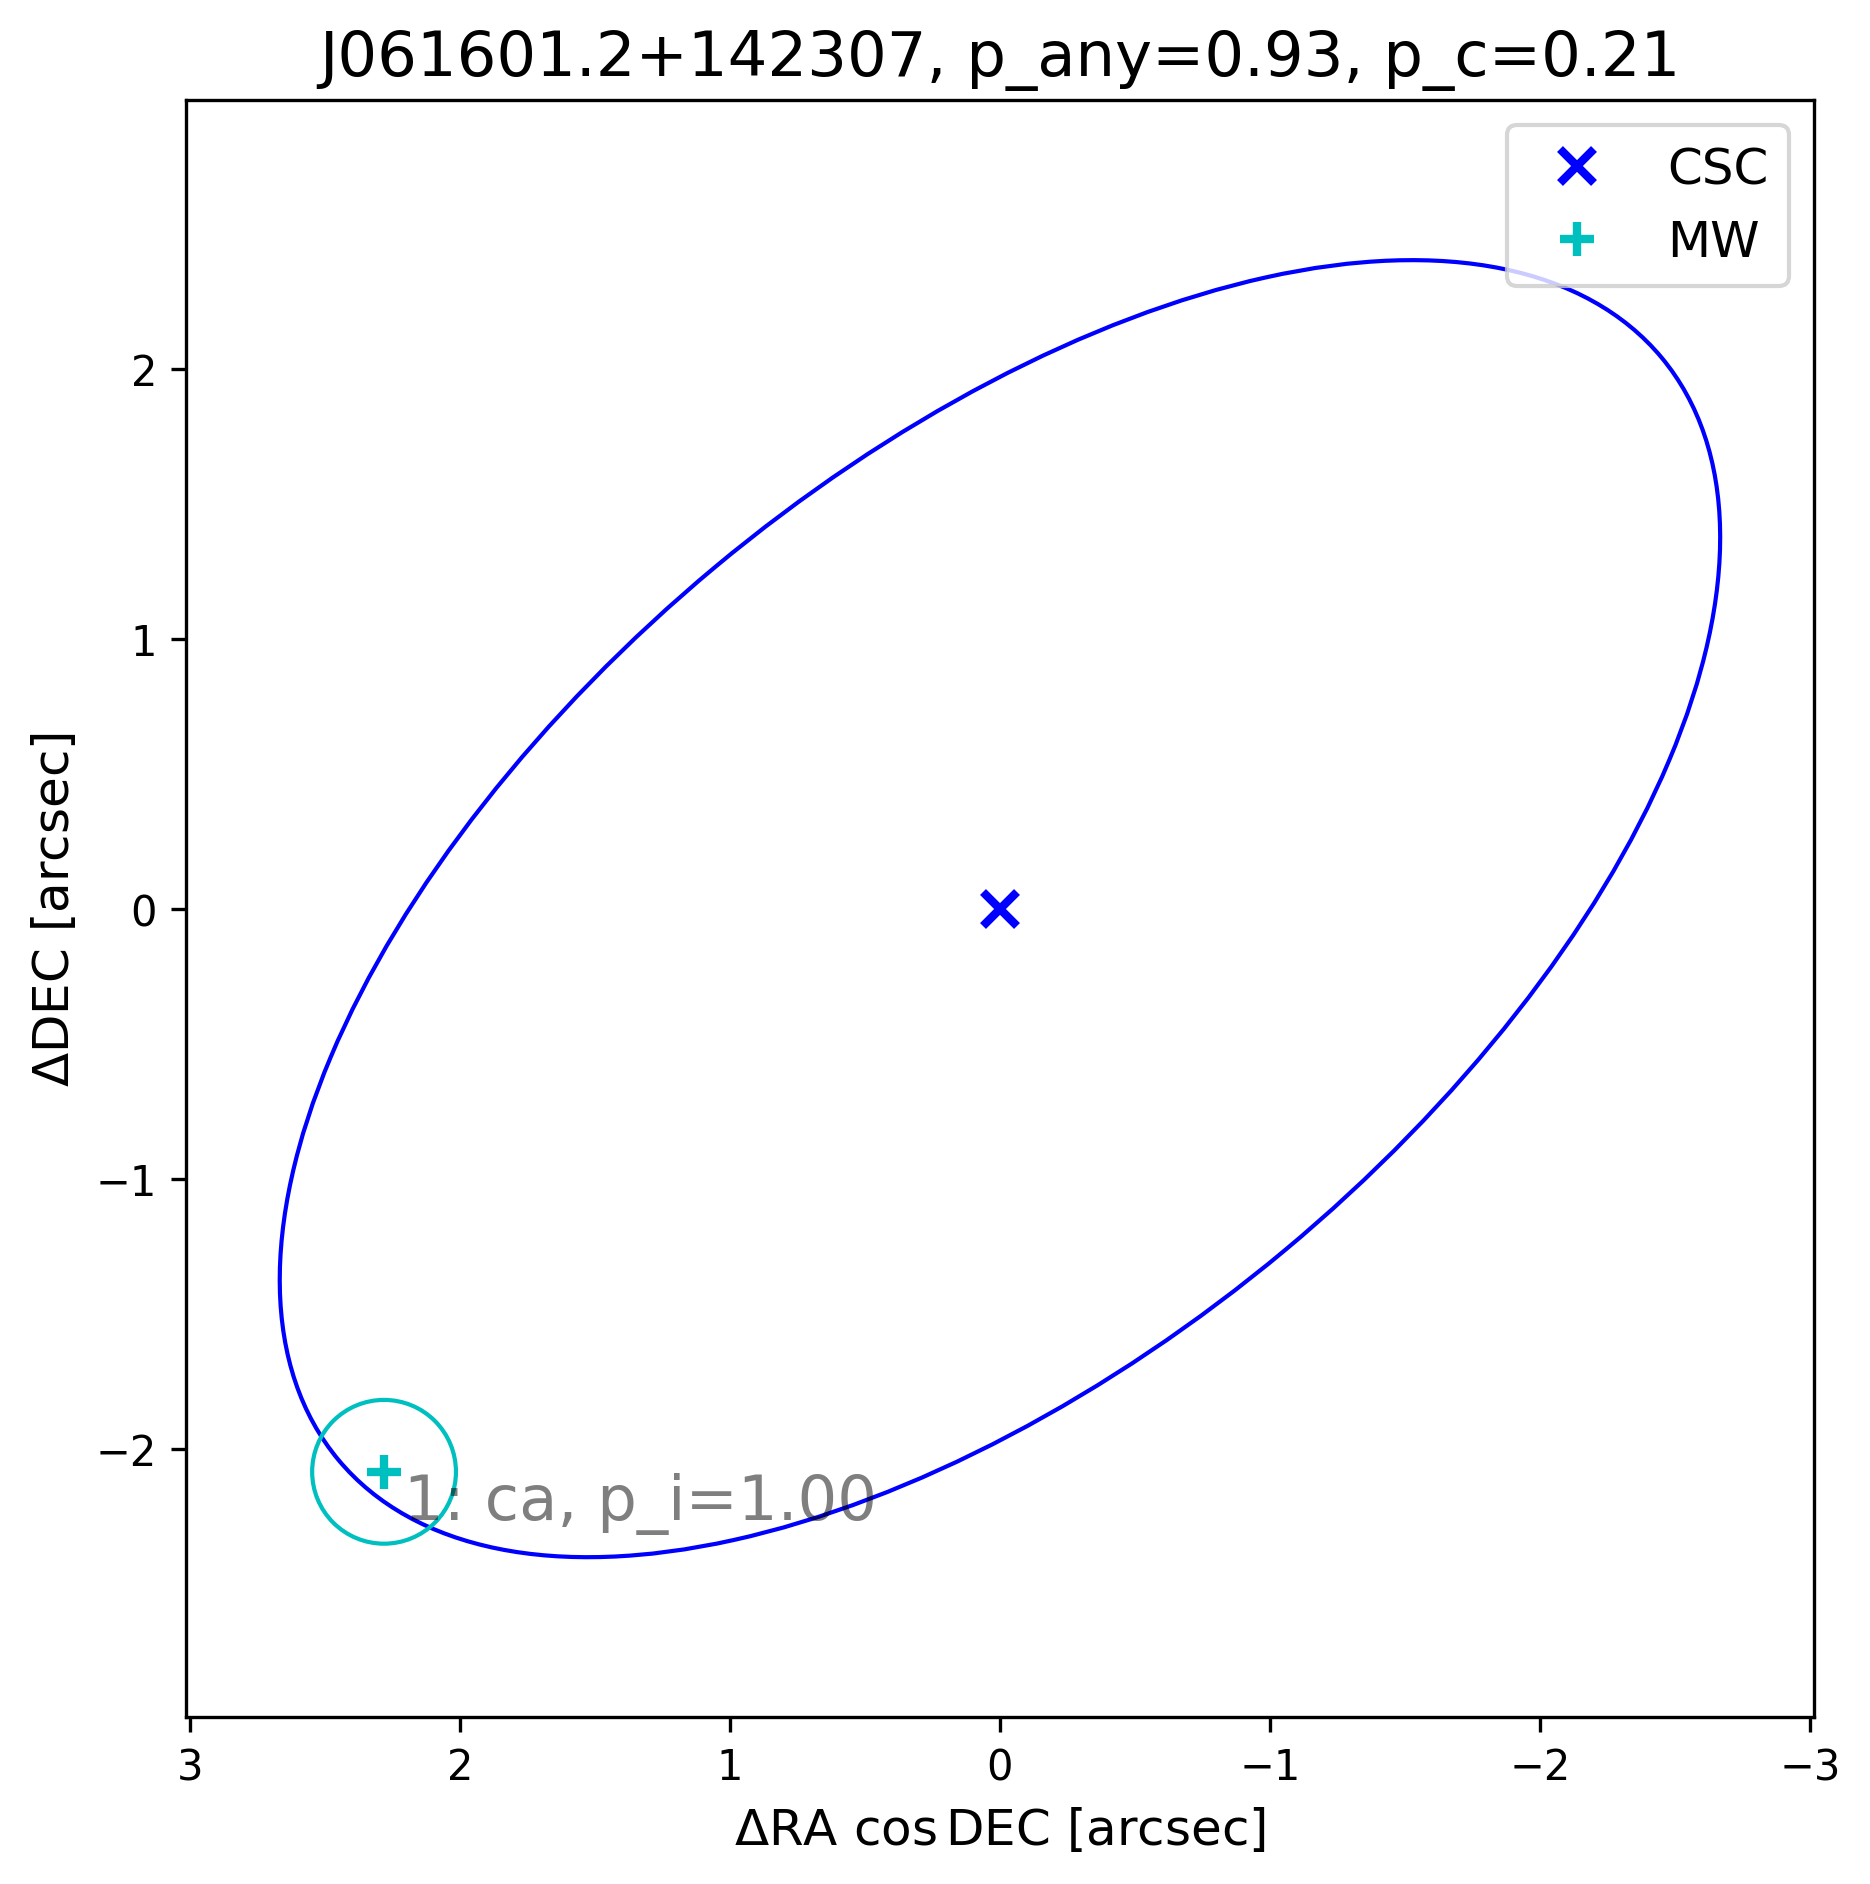 J061601.2+142307, p_any=0.93, p_c=0.21
CSC
MW
ΔDEC [arcsec]
2
1
0
−1
−2
1: ca, p_i=1.00
3 2 1 0 −1 −2 −3
ΔRA cos DEC [arcsec]